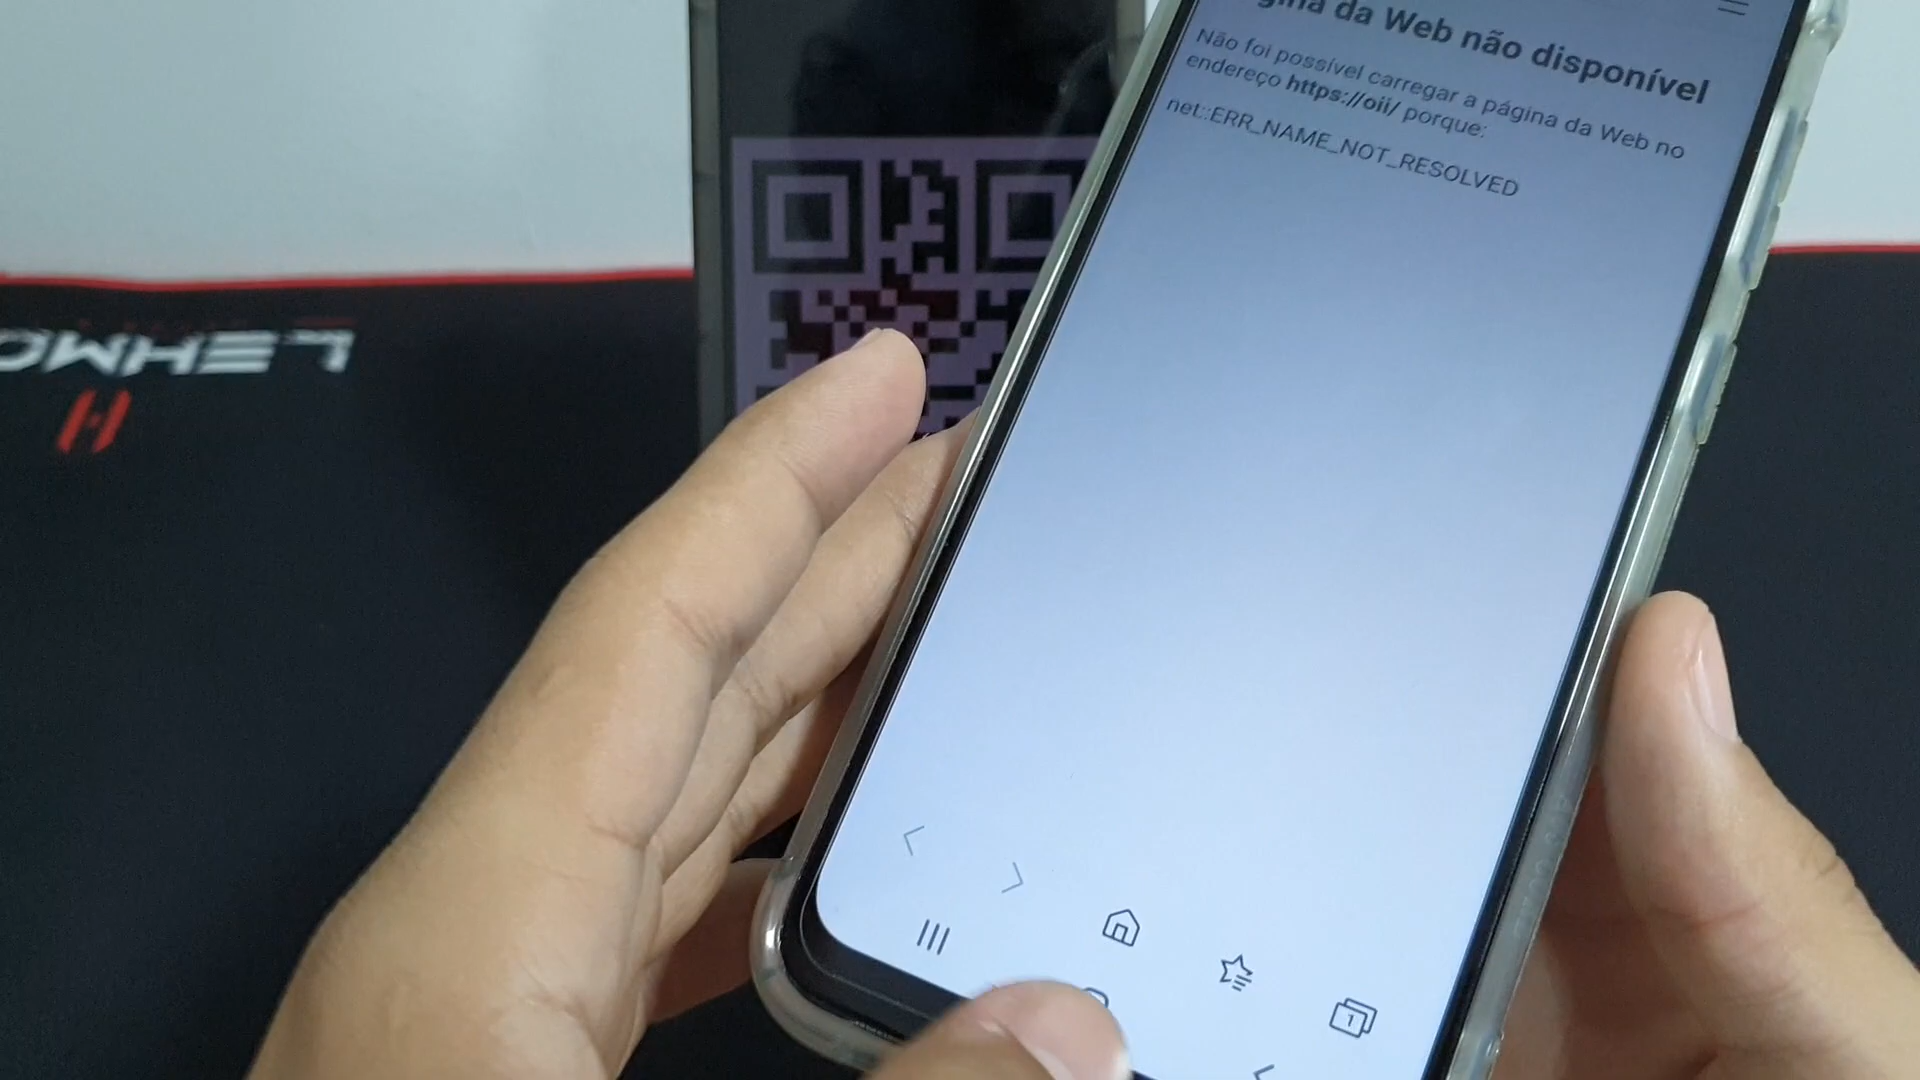 gina da Web não disponível
Não foi possível carregar a página da Web no
endereço https://oii/ porque:
net::ERR_NAME_NOT_RESOLVED
LEHMO
1